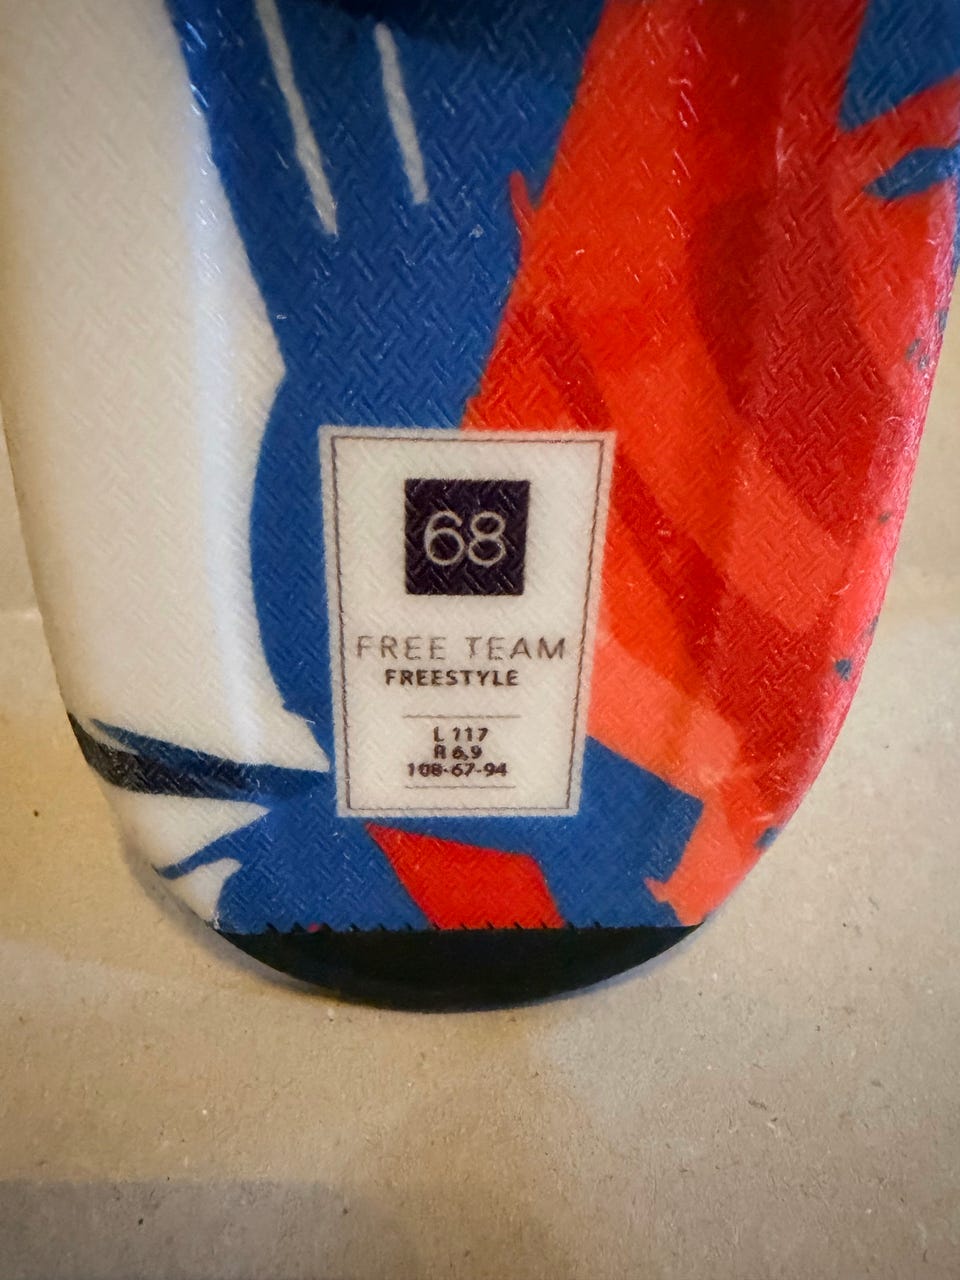 68
FREE TEAM
FREESTYLE
L 117
R 6,9
108-67-94